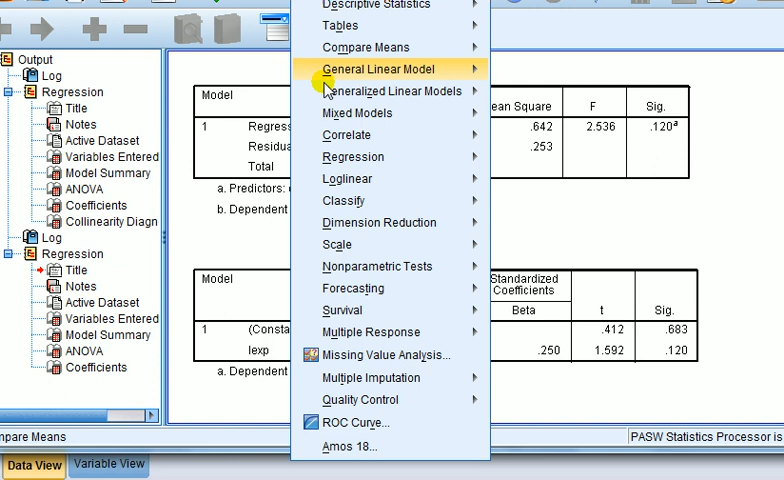 Descriptive Statistics
Tables
Compare Means
General Linear Model
Generalized Linear Models
Mixed Models
Correlate
Regression
Loglinear
Classify
Dimension Reduction
Scale
Nonparametric Tests
Forecasting
Survival
Multiple Response
Missing Value Analysis...
Multiple Imputation
Quality Control
ROC Curve...
Amos 18...
Output
Log
Regression
Title
Notes
Active Dataset
Variables Entered
Model Summary
ANOVA
Coefficients
Collinearity Diagn
Log
Regression
Title
Notes
Active Dataset
Variables Entered
Model Summary
ANOVA
Coefficients
Model ean Square F Sig.
1 Regress .642 2.536 .120a
Residua .253
Total
a. Predictors: 
b. Dependent
Model Standardized Coefficients
Beta t Sig.
1 (Consta .412 .683
lexp .250 1.592 .120
a. Dependent
mpare Means
PASW Statistics Processor is
Data View Variable View